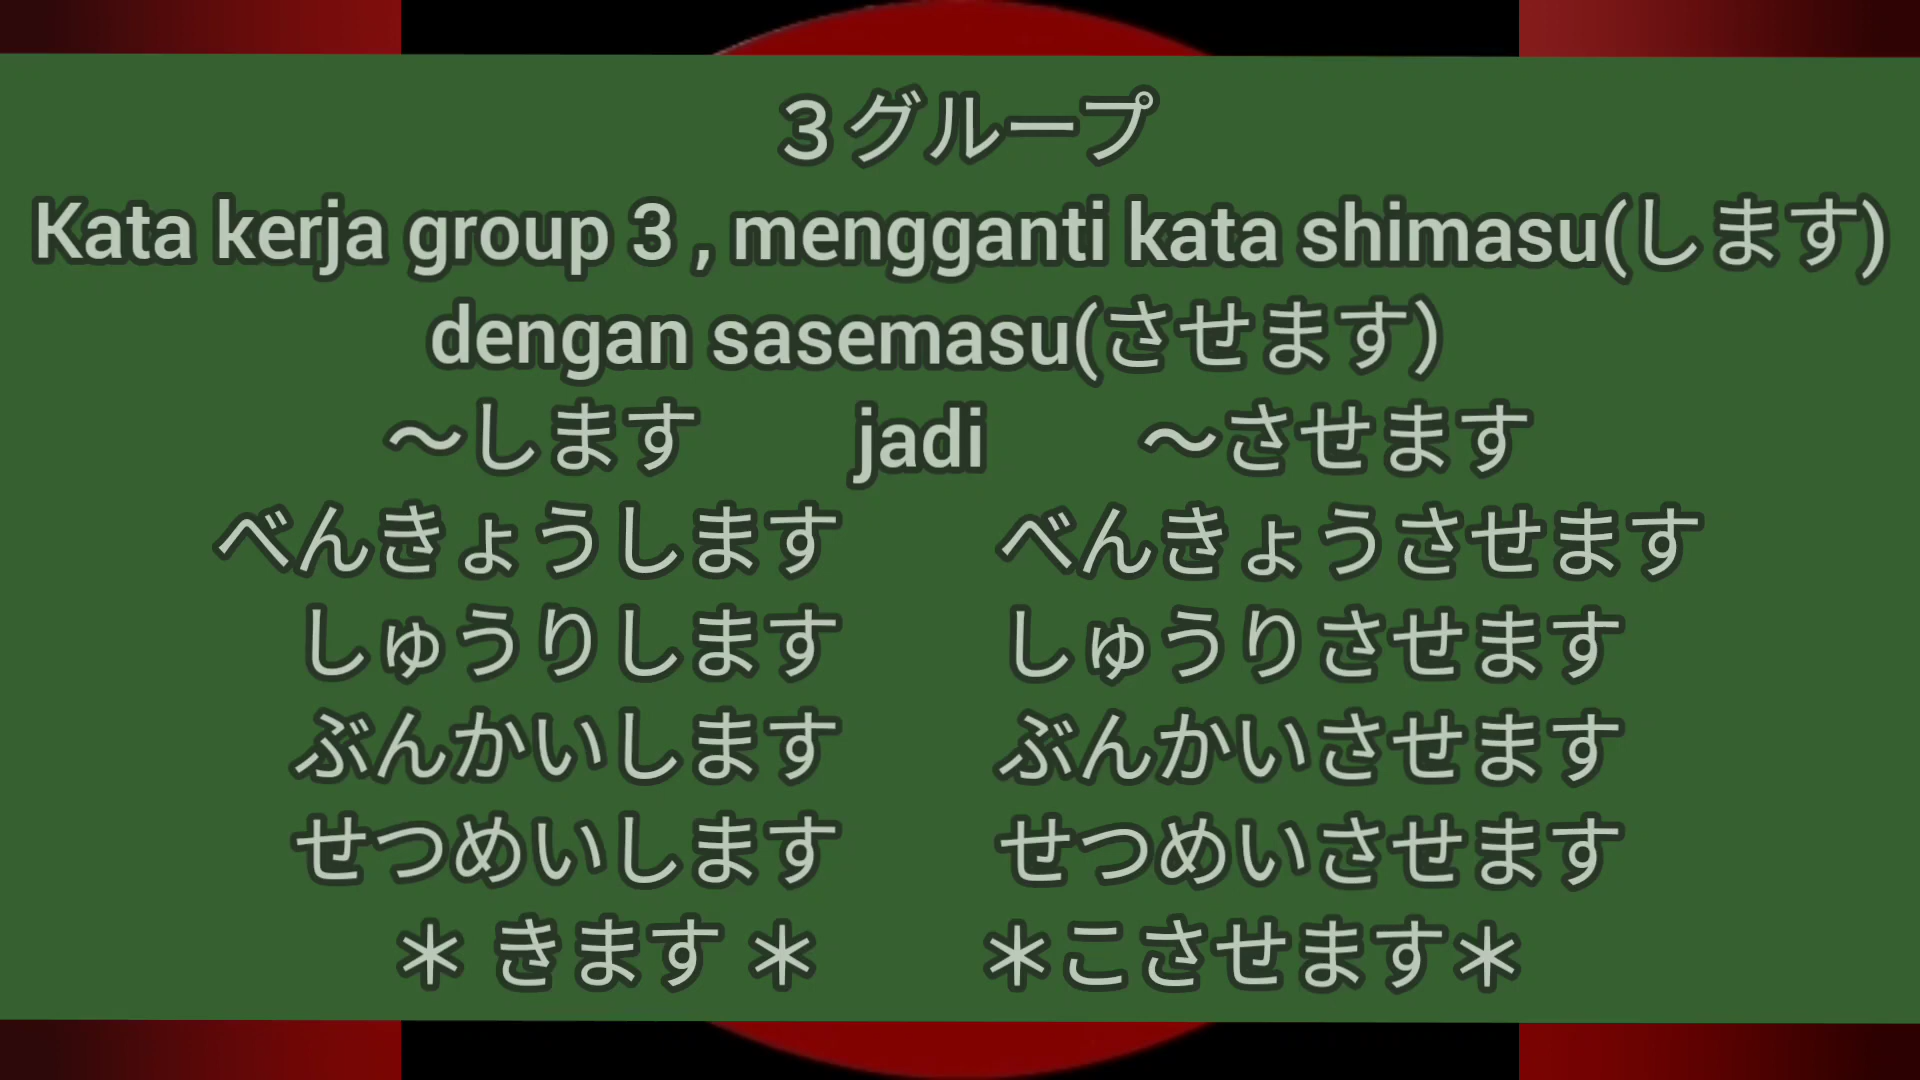 ３グループ
Kata kerja group 3 , mengganti kata shimasu(します)
dengan sasemasu(させます）
～します jadi ～させます
べんきょうします べんきょうさせます
しゅうりします しゅうりさせます
ぶんかいします ぶんかいさせます
せつめいします せつめいさせます
＊ きます ＊ ＊こさせます＊